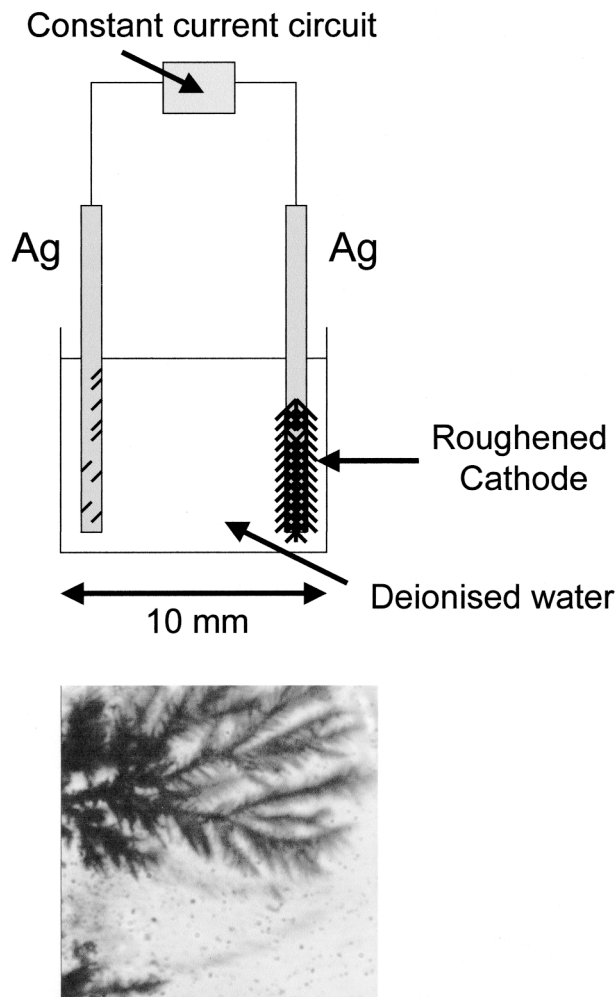 Constant current circuit
Ag
Ag
Roughened
Cathode
Deionised water
10 mm